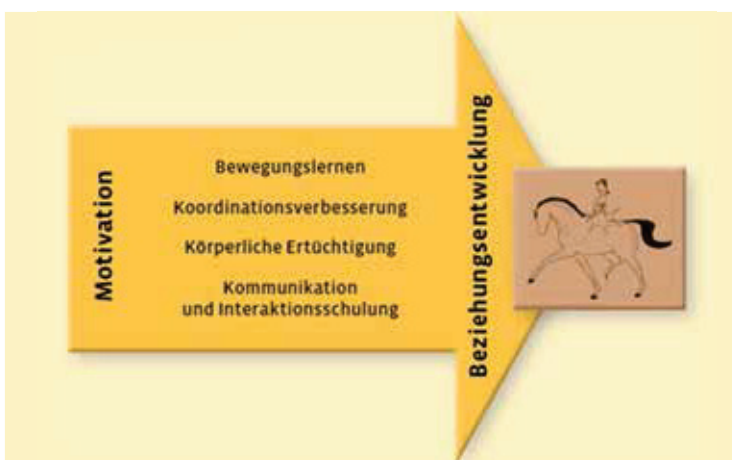 Motivation
Bewegungslernen
Koordinationsverbesserung
Körperliche Ertüchtigung
Kommunikation
und Interaktionsschulung
Beziehungsentwicklung